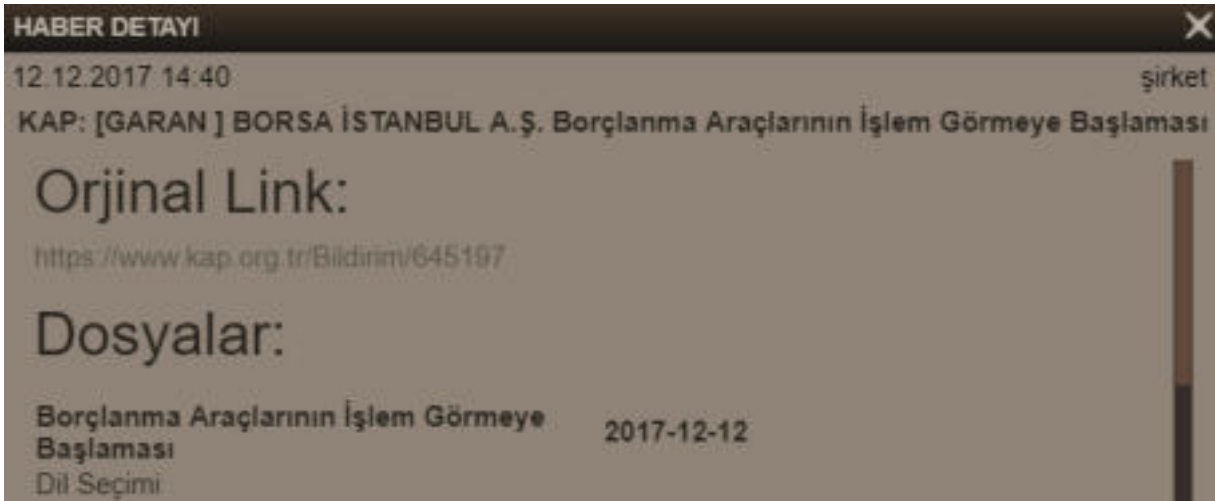 HABER DETAYI
12.12.2017 14:40 şirket
KAP: [GARAN ] BORSA İSTANBUL A.Ş. Borçlanma Araçlarının İşlem Görmeye Başlaması
Orjinal Link:
https://www.kap.org.tr/Bildirim/645197
Dosyalar:
Borçlanma Araçlarının İşlem Görmeye 2017-12-12
Başlaması
Dil Seçimi